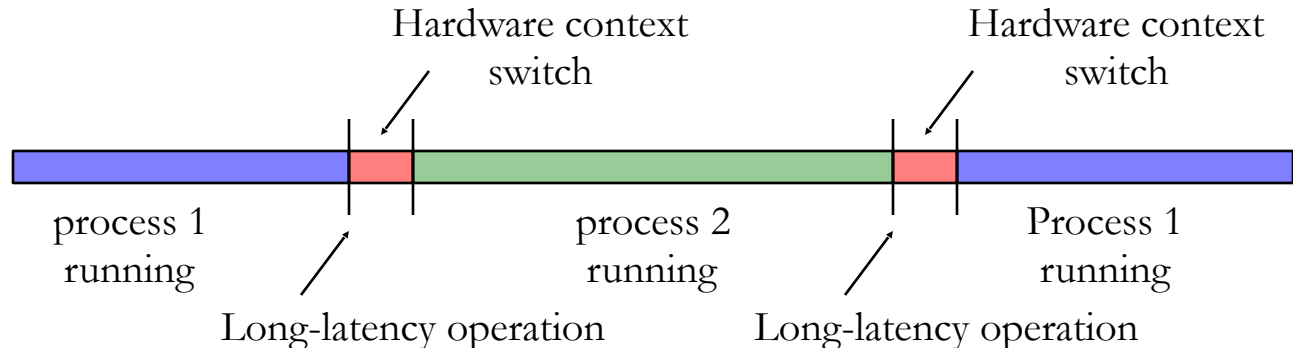 Hardware context
switch
Hardware context
switch
process 1
running
process 2
running
Process 1
running
Long-latency operation
Long-latency operation